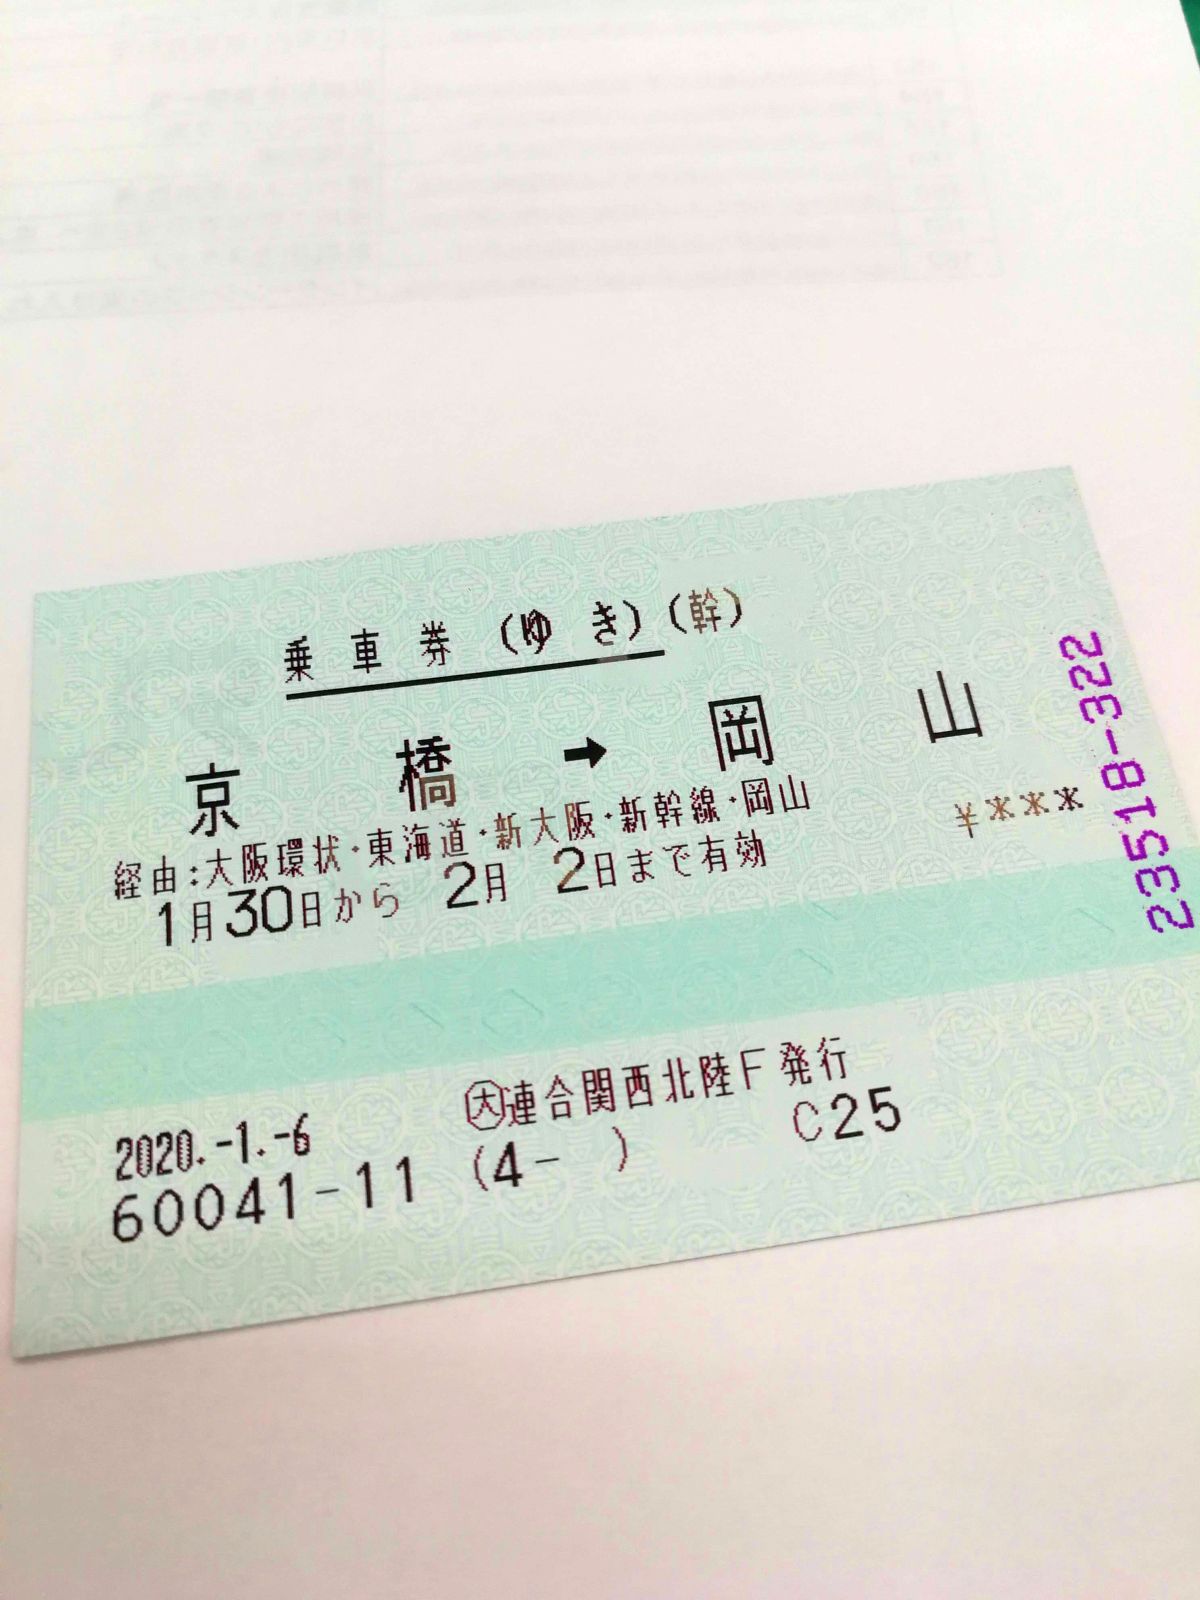 乗車券(ゆき)(幹)
京橋→岡山
経由:大阪環状・東海道・新大阪・新幹線・岡山
¥***
1月30日から 2月 2日まで有効
23518-322
2020.-1.-6
㊛連合関西北陸F発行
60041-11 (4- ) C25